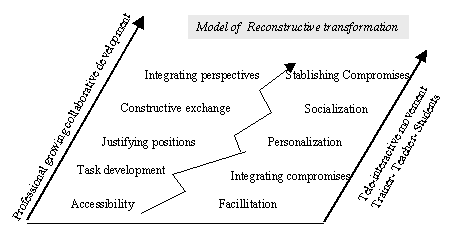 Model of Reconstructive transformation
Professional growing collaborative development
Integrating perspectives
Stablishing Compromises
Constructive exchange
Socialization
Justifying positions
Personalization
Task development
Integrating compromises
Accessibility
Facillitation
Tele-interactive movement
Trainer- Teacher- Students